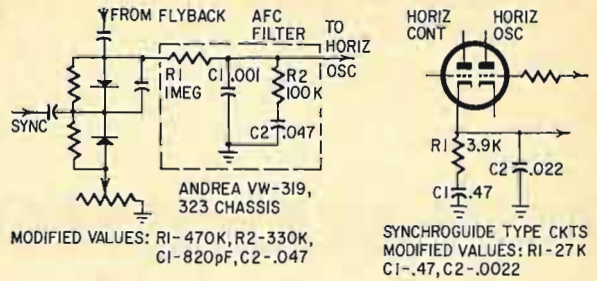 FROM FLYBACK
AFC
FILTER
TO
HORIZ
OSC
R1
1MEG
C1 .001
R2
100K
C2 .047
SYNC
ANDREA VW-319,
323 CHASSIS
MODIFIED VALUES: R1-470K, R2-330K,
C1-820pF, C2-.047
HORIZ
CONT
HORIZ
OSC
R1 3.9K
C2 .022
C1 .47
SYNCHROGUIDE TYPE CKTS
MODIFIED VALUES: R1-27K
C1-.47, C2-.0022